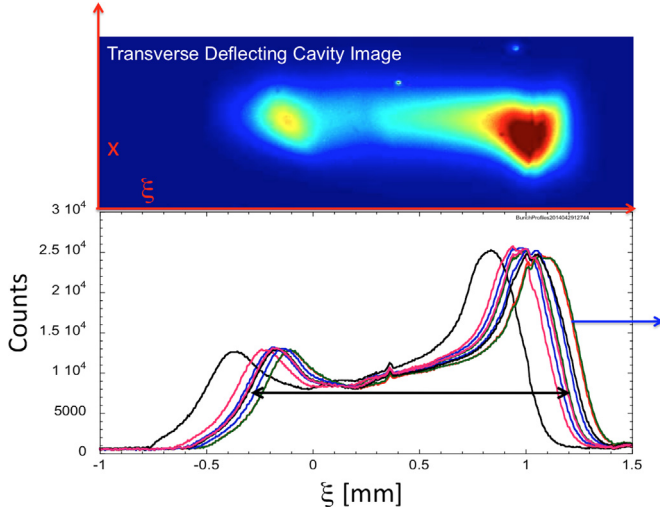 Transverse Deflecting Cavity Image
x
ξ
3 10⁴
BunchProfiles2014042912744
2.5 10⁴
2 10⁴
1.5 10⁴
1 10⁴
5000
0
Counts
-1 -0.5 0 0.5 1 1.5
ξ [mm]